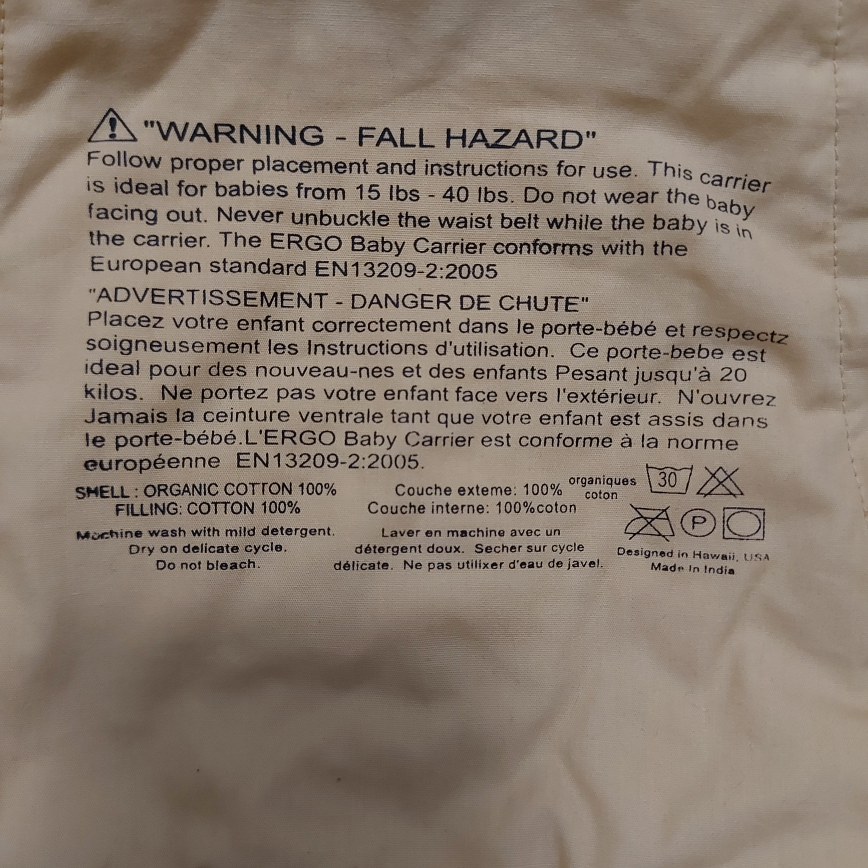 "WARNING - FALL HAZARD"
Follow proper placement and instructions for use. This carrier
is ideal for babies from 15 lbs - 40 lbs. Do not wear the baby
facing out. Never unbuckle the waist belt while the baby is in
the carrier. The ERGO Baby Carrier conforms with the
European standard EN13209-2:2005
"ADVERTISSEMENT - DANGER DE CHUTE"
Placez votre enfant correctement dans le porte-bébé et respectz
soigneusement les Instructions d'utilisation. Ce porte-bebe est
ideal pour des nouveau-nes et des enfants Pesant jusqu'à 20
kilos. Ne portez pas votre enfant face vers l'extérieur. N'ouvrez
Jamais la ceinture ventrale tant que votre enfant est assis dans
le porte-bébé.L'ERGO Baby Carrier est conforme à la norme
européenne EN13209-2:2005.
SHELL : ORGANIC COTTON 100%
FILLING: COTTON 100%
Machine wash with mild detergent.
Dry on delicate cycle.
Do not bleach.
Couche exteme: 100% organiques coton
Couche interne: 100%coton
Laver en machine avec un
détergent doux. Secher sur cycle
délicate. Ne pas utilixer d'eau de javel.
30
P
Designed in Hawaii, USA
Made In India